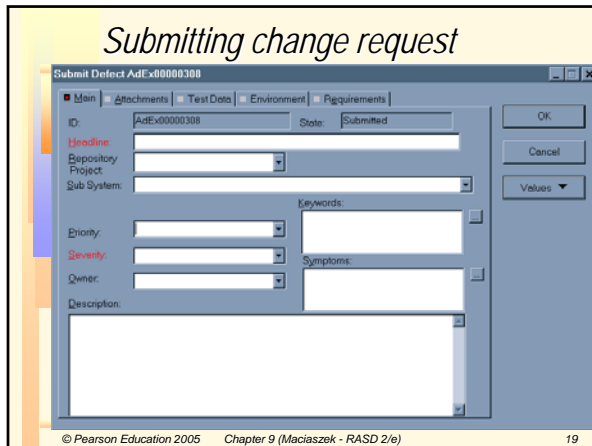 Submitting change request
Submit Defect AdEx00000308
Main Attachments Test Data Environment Requirements
ID: AdEx00000308 State: Submitted
OK
Headline:
Cancel
Repository Project:
Sub System:
Values
Keywords:
Priority:
Severity:
Symptoms:
Owner:
Description:
© Pearson Education 2005 Chapter 9 (Maciaszek - RASD 2/e) 19